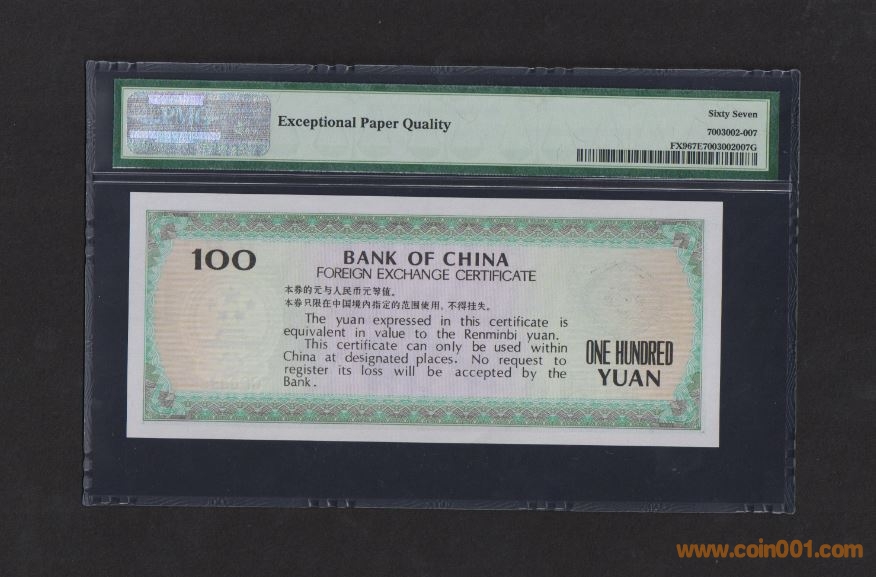 Exceptional Paper Quality
Sixty Seven
7003002-007
FX967E7003002007G
100
BANK OF CHINA
FOREIGN EXCHANGE CERTIFICATE
本券的元与人民币元等值。
本券只限在中国境内指定的范围使用，不得挂失。
The yuan expressed in this certificate is
equivalent in value to the Renminbi yuan.
This certificate can only be used within
China at designated places. No request to
register its loss will be accepted by the
Bank.
ONE HUNDRED
YUAN
www.coin001.com